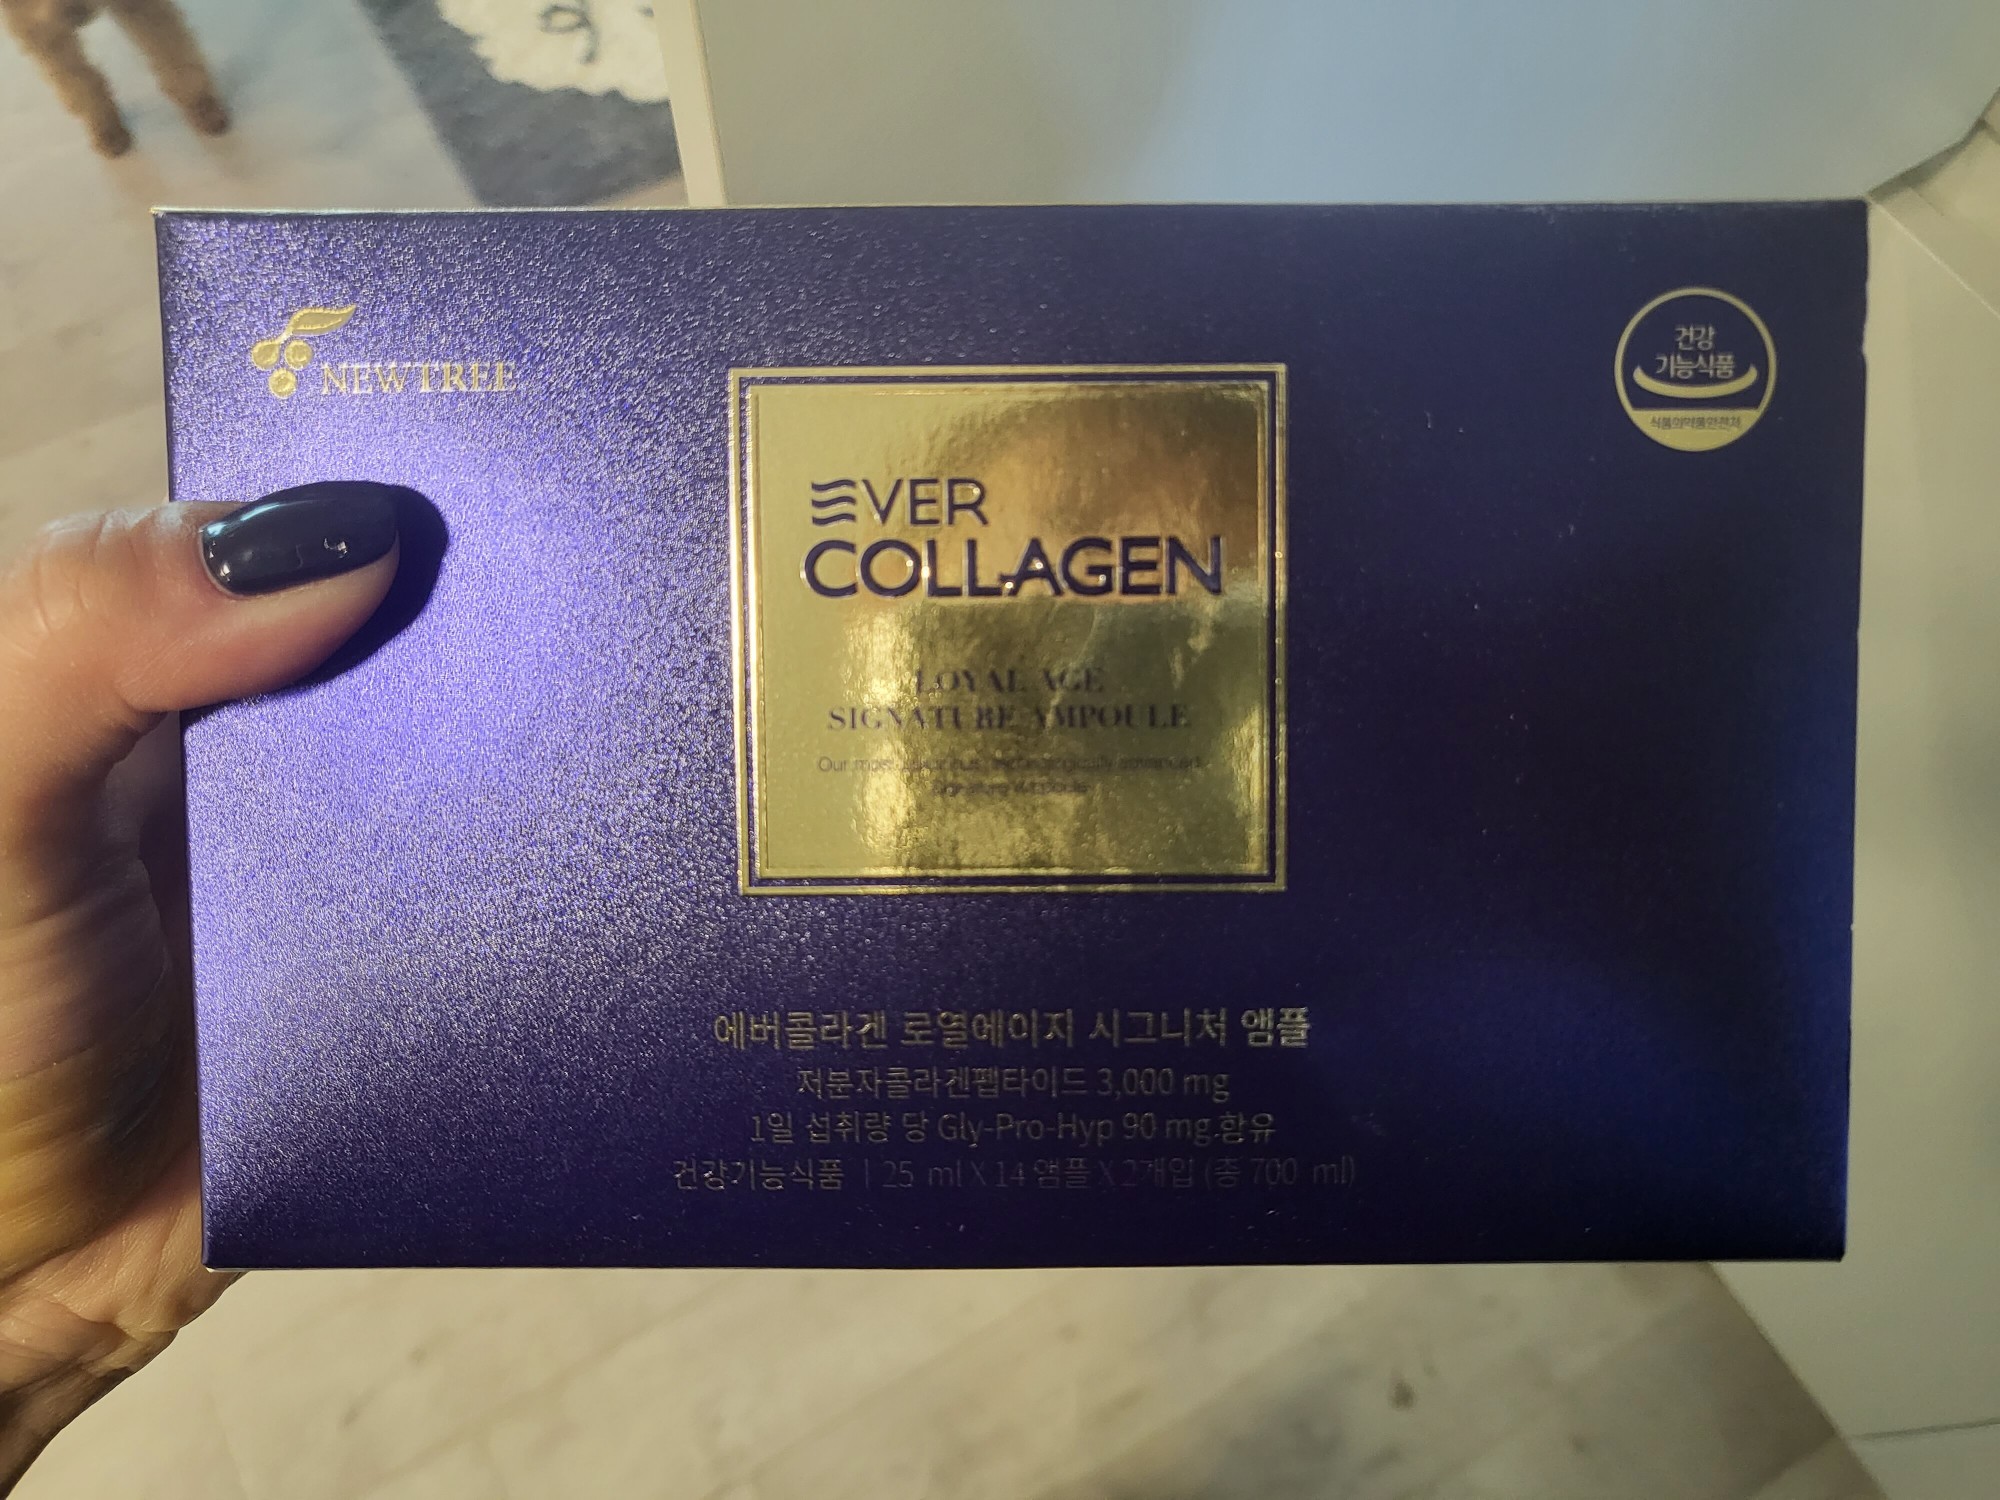 NEWTREE
건강
기능식품
식품의약품안전처
EVER
COLLAGEN
LOYAL AGE
SIGNATURE AMPOULE
Our most
Signature Ampoule
에버콜라겐 로열에이지 시그니처 앰플
저분자콜라겐펩타이드 3,000 mg
1일 섭취량 당 Gly-Pro-Hyp 90 mg 함유
건강기능식품 | 25 ml X 14 앰플 X 2개입 (총 700 ml)